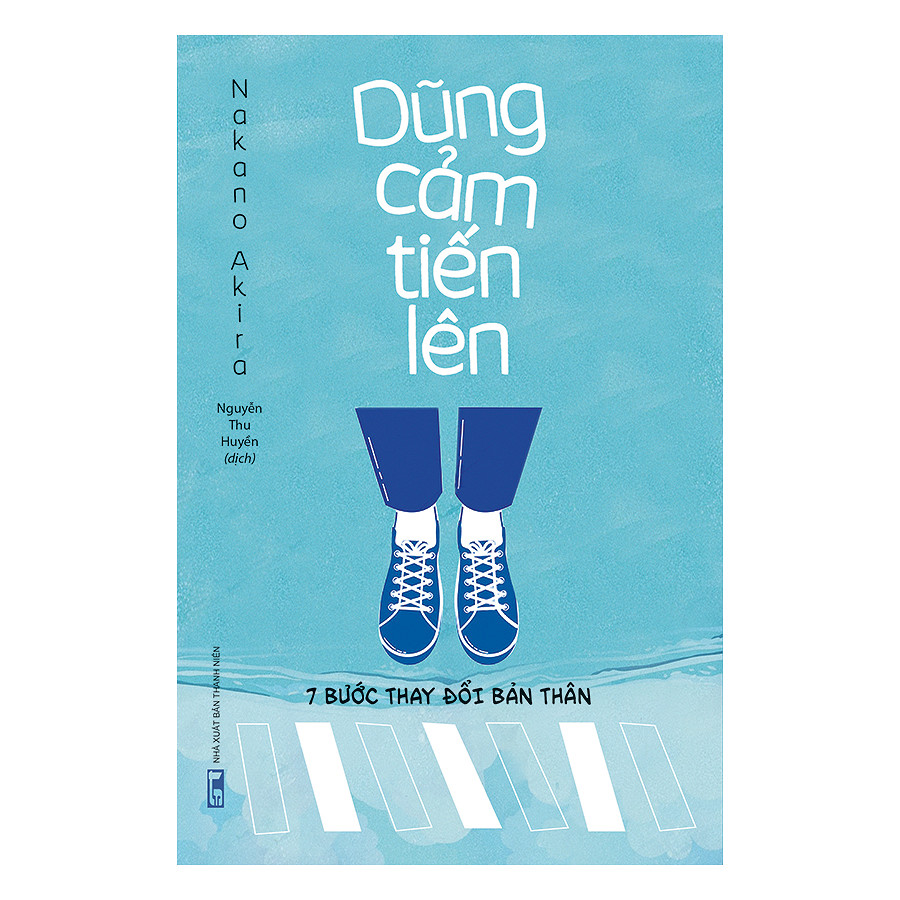 Dũng
cảm
tiến
lên
Nakano Akira
Nguyễn
Thu
Huyền
(dịch)
7 BƯỚC THAY ĐỔI BẢN THÂN
NHÀ XUẤT BẢN THANH NIÊN